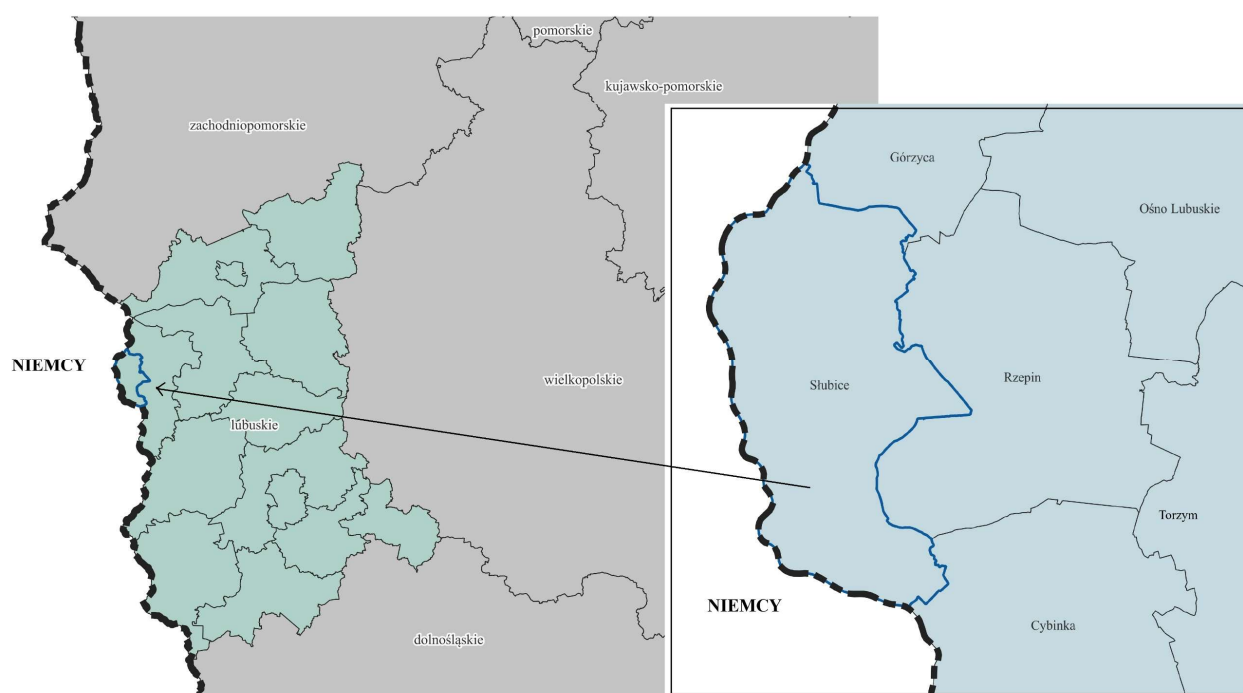 pomorskie
kujawsko-pomorskie
zachodniopomorskie
Górzyca
Ośno Lubuskie
NIEMCY
wielkopolskie
Słubice
Rzepin
lubuskie
Torzym
NIEMCY
Cybinka
dolnośląskie